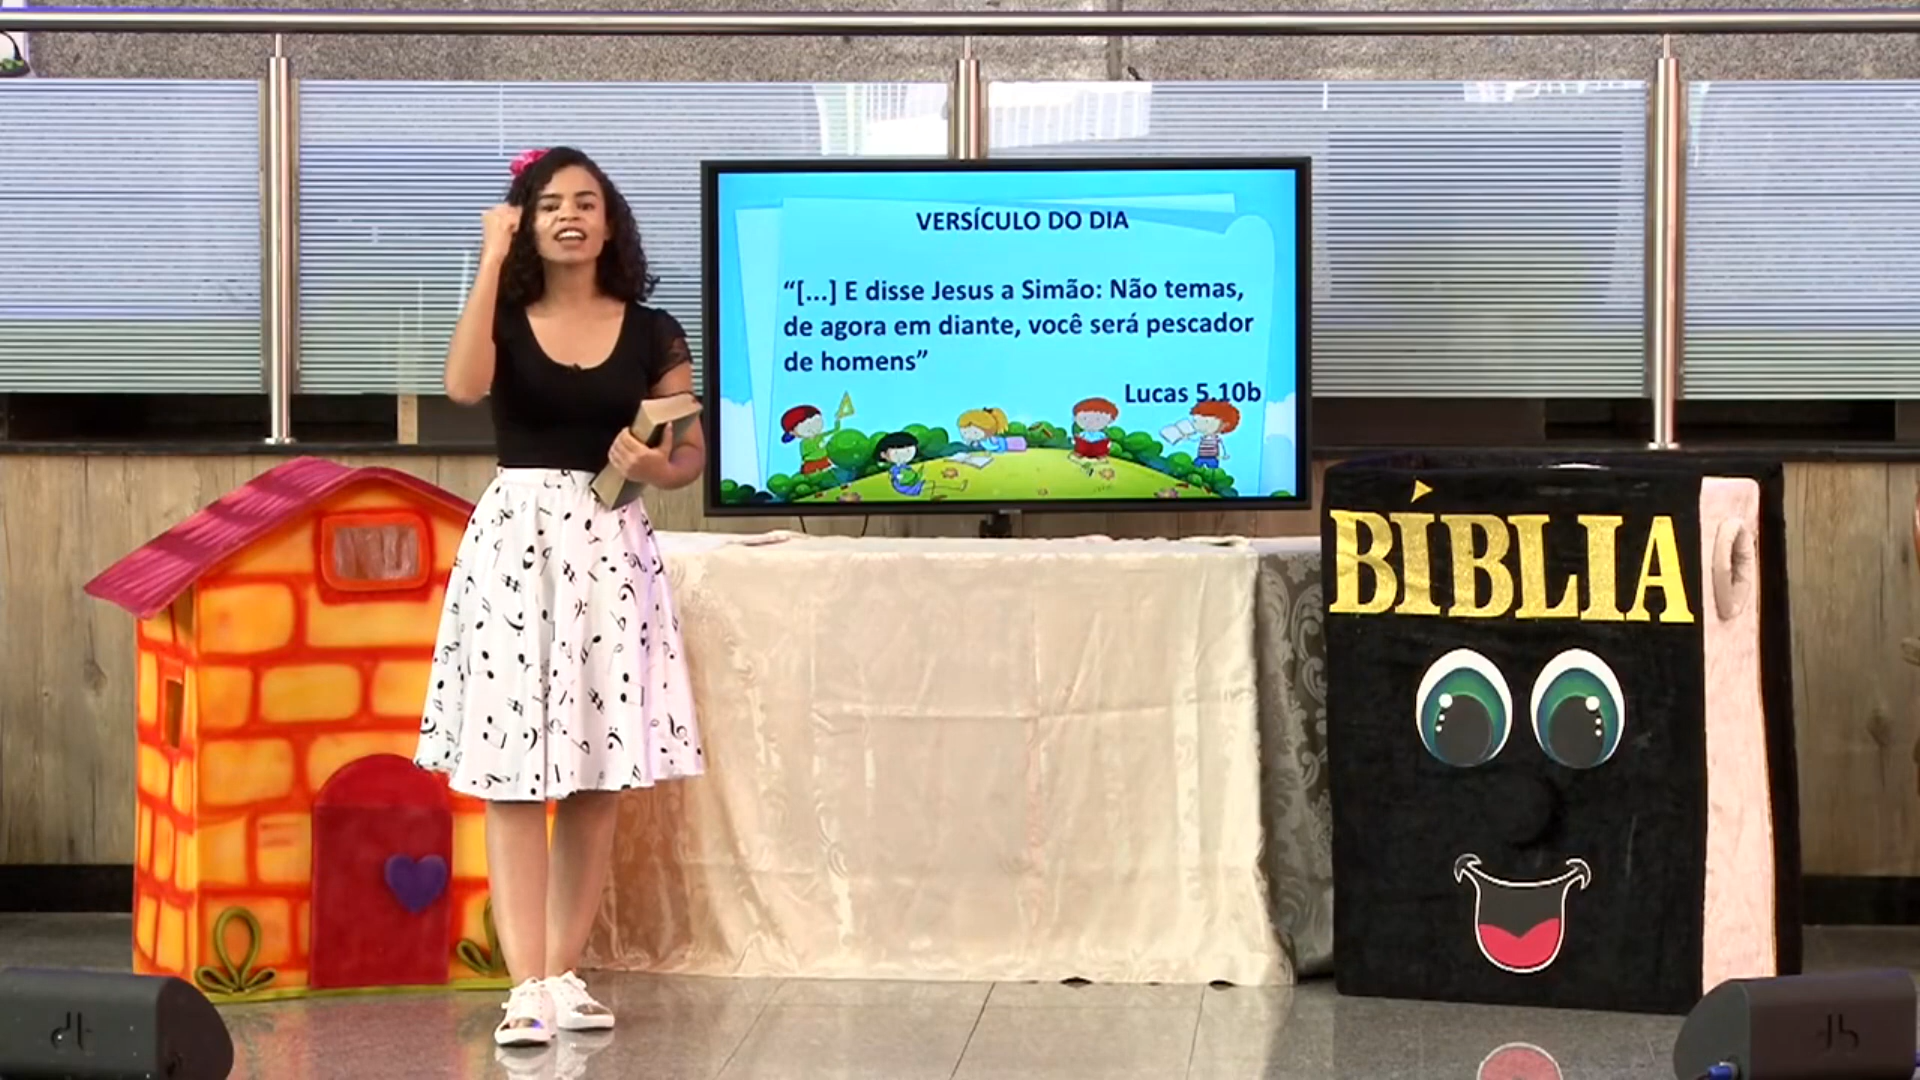 VERSÍCULO DO DIA
“[...] E disse Jesus a Simão: Não temas,
de agora em diante, você será pescador
de homens”
Lucas 5.10b
BÍBLIA